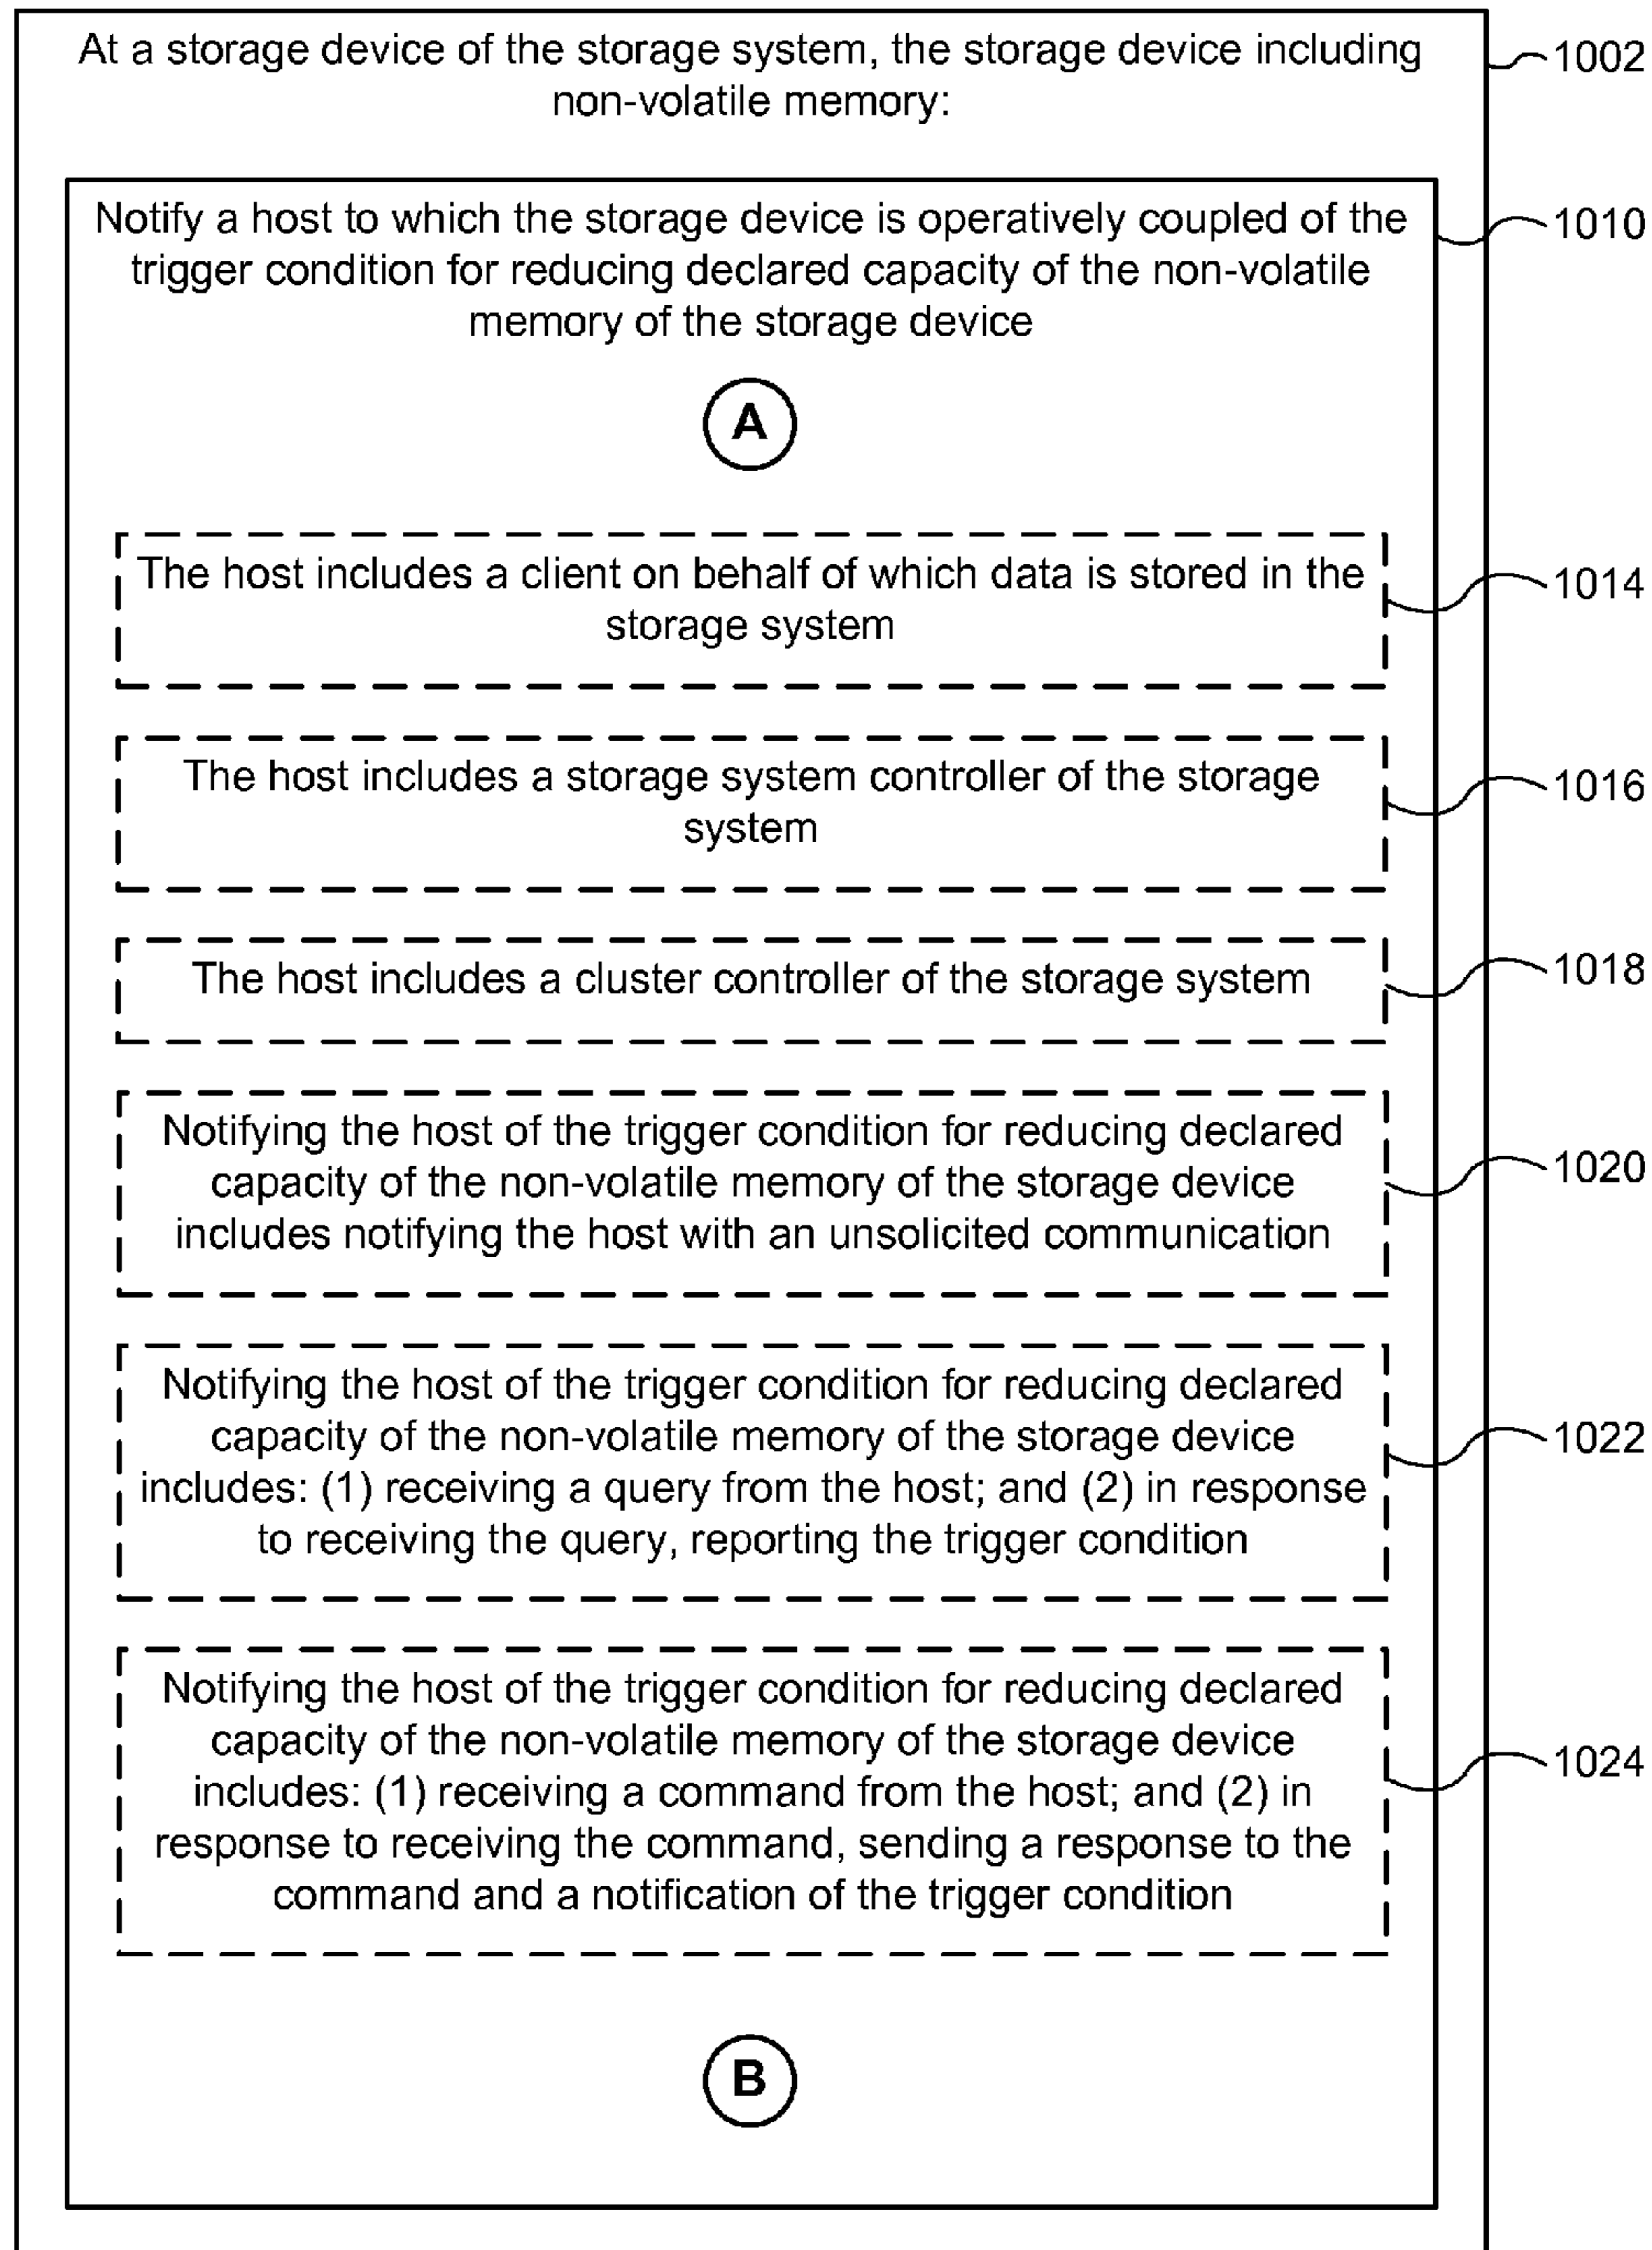 At a storage device of the storage system, the storage device including
non-volatile memory:
1002
Notify a host to which the storage device is operatively coupled of the
trigger condition for reducing declared capacity of the non-volatile
memory of the storage device
1010
A
The host includes a client on behalf of which data is stored in the
storage system
1014
The host includes a storage system controller of the storage
system
1016
The host includes a cluster controller of the storage system
1018
Notifying the host of the trigger condition for reducing declared
capacity of the non-volatile memory of the storage device
includes notifying the host with an unsolicited communication
1020
Notifying the host of the trigger condition for reducing declared
capacity of the non-volatile memory of the storage device
includes: (1) receiving a query from the host; and (2) in response
to receiving the query, reporting the trigger condition
1022
Notifying the host of the trigger condition for reducing declared
capacity of the non-volatile memory of the storage device
includes: (1) receiving a command from the host; and (2) in
response to receiving the command, sending a response to the
command and a notification of the trigger condition
1024
B